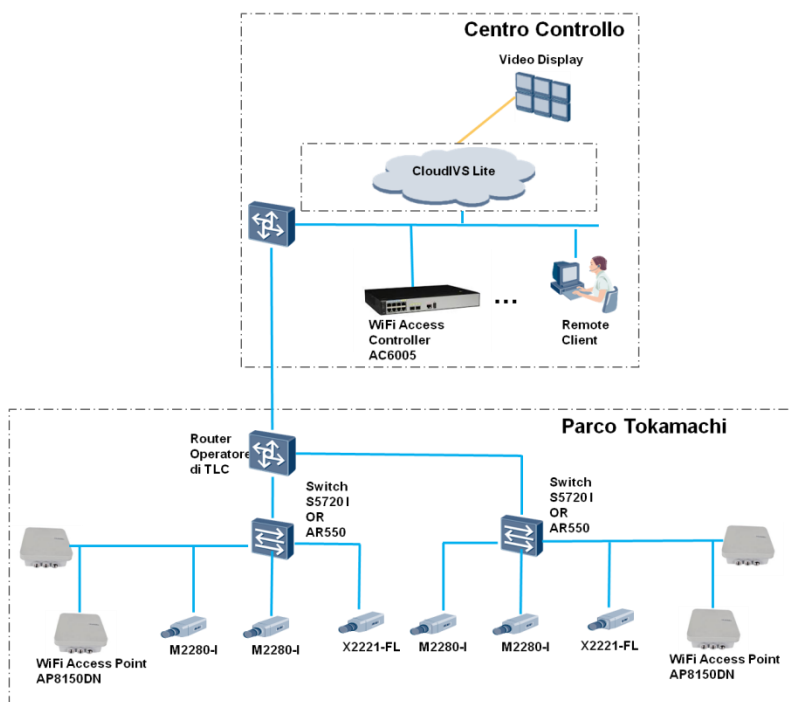 Centro Controllo
Video Display
CloudIVS Lite
...
WiFi Access
Controller
AC6005
Remote
Client
Parco Tokamachi
Router
Operatore
di TLC
Switch
S5720 I
OR
AR550
Switch
S5720 I
OR
AR550
WiFi Access Point
AP8150DN
M2280-I
M2280-I
X2221-FL
M2280-I
M2280-I
X2221-FL
WiFi Access Point
AP8150DN